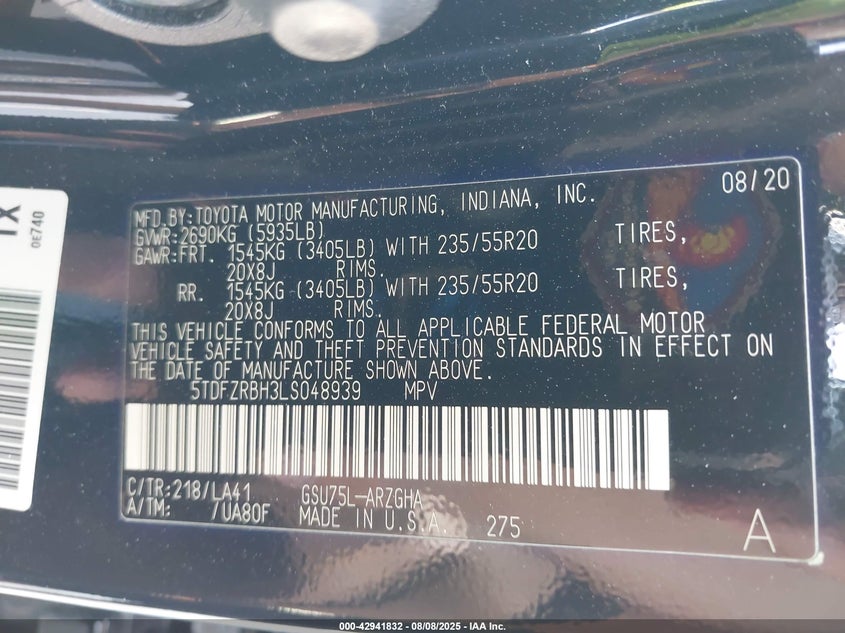 XI
0E740
08/20
MFD. BY:TOYOTA MOTOR MANUFACTURING, INDIANA, INC.
GVWR:2690KG (5935LB)
GAWR:FRT. 1545KG (3405LB) WITH 235/55R20 TIRES,
20X8J RIMS.
RR. 1545KG (3405LB) WITH 235/55R20 TIRES,
20X8J RIMS.
THIS VEHICLE CONFORMS TO ALL APPLICABLE FEDERAL MOTOR
VEHICLE SAFETY AND THEFT PREVENTION STANDARDS IN EFFECT ON
THE DATE OF MANUFACTURE SHOWN ABOVE.
5TDFZRBH3LS048939 MPV
C/TR:218/LA41 GSU75L-ARZGHA
A/TM: /UA80F MADE IN U.S.A. 275
A
000-42941832 - 08/08/2025 - IAA Inc.